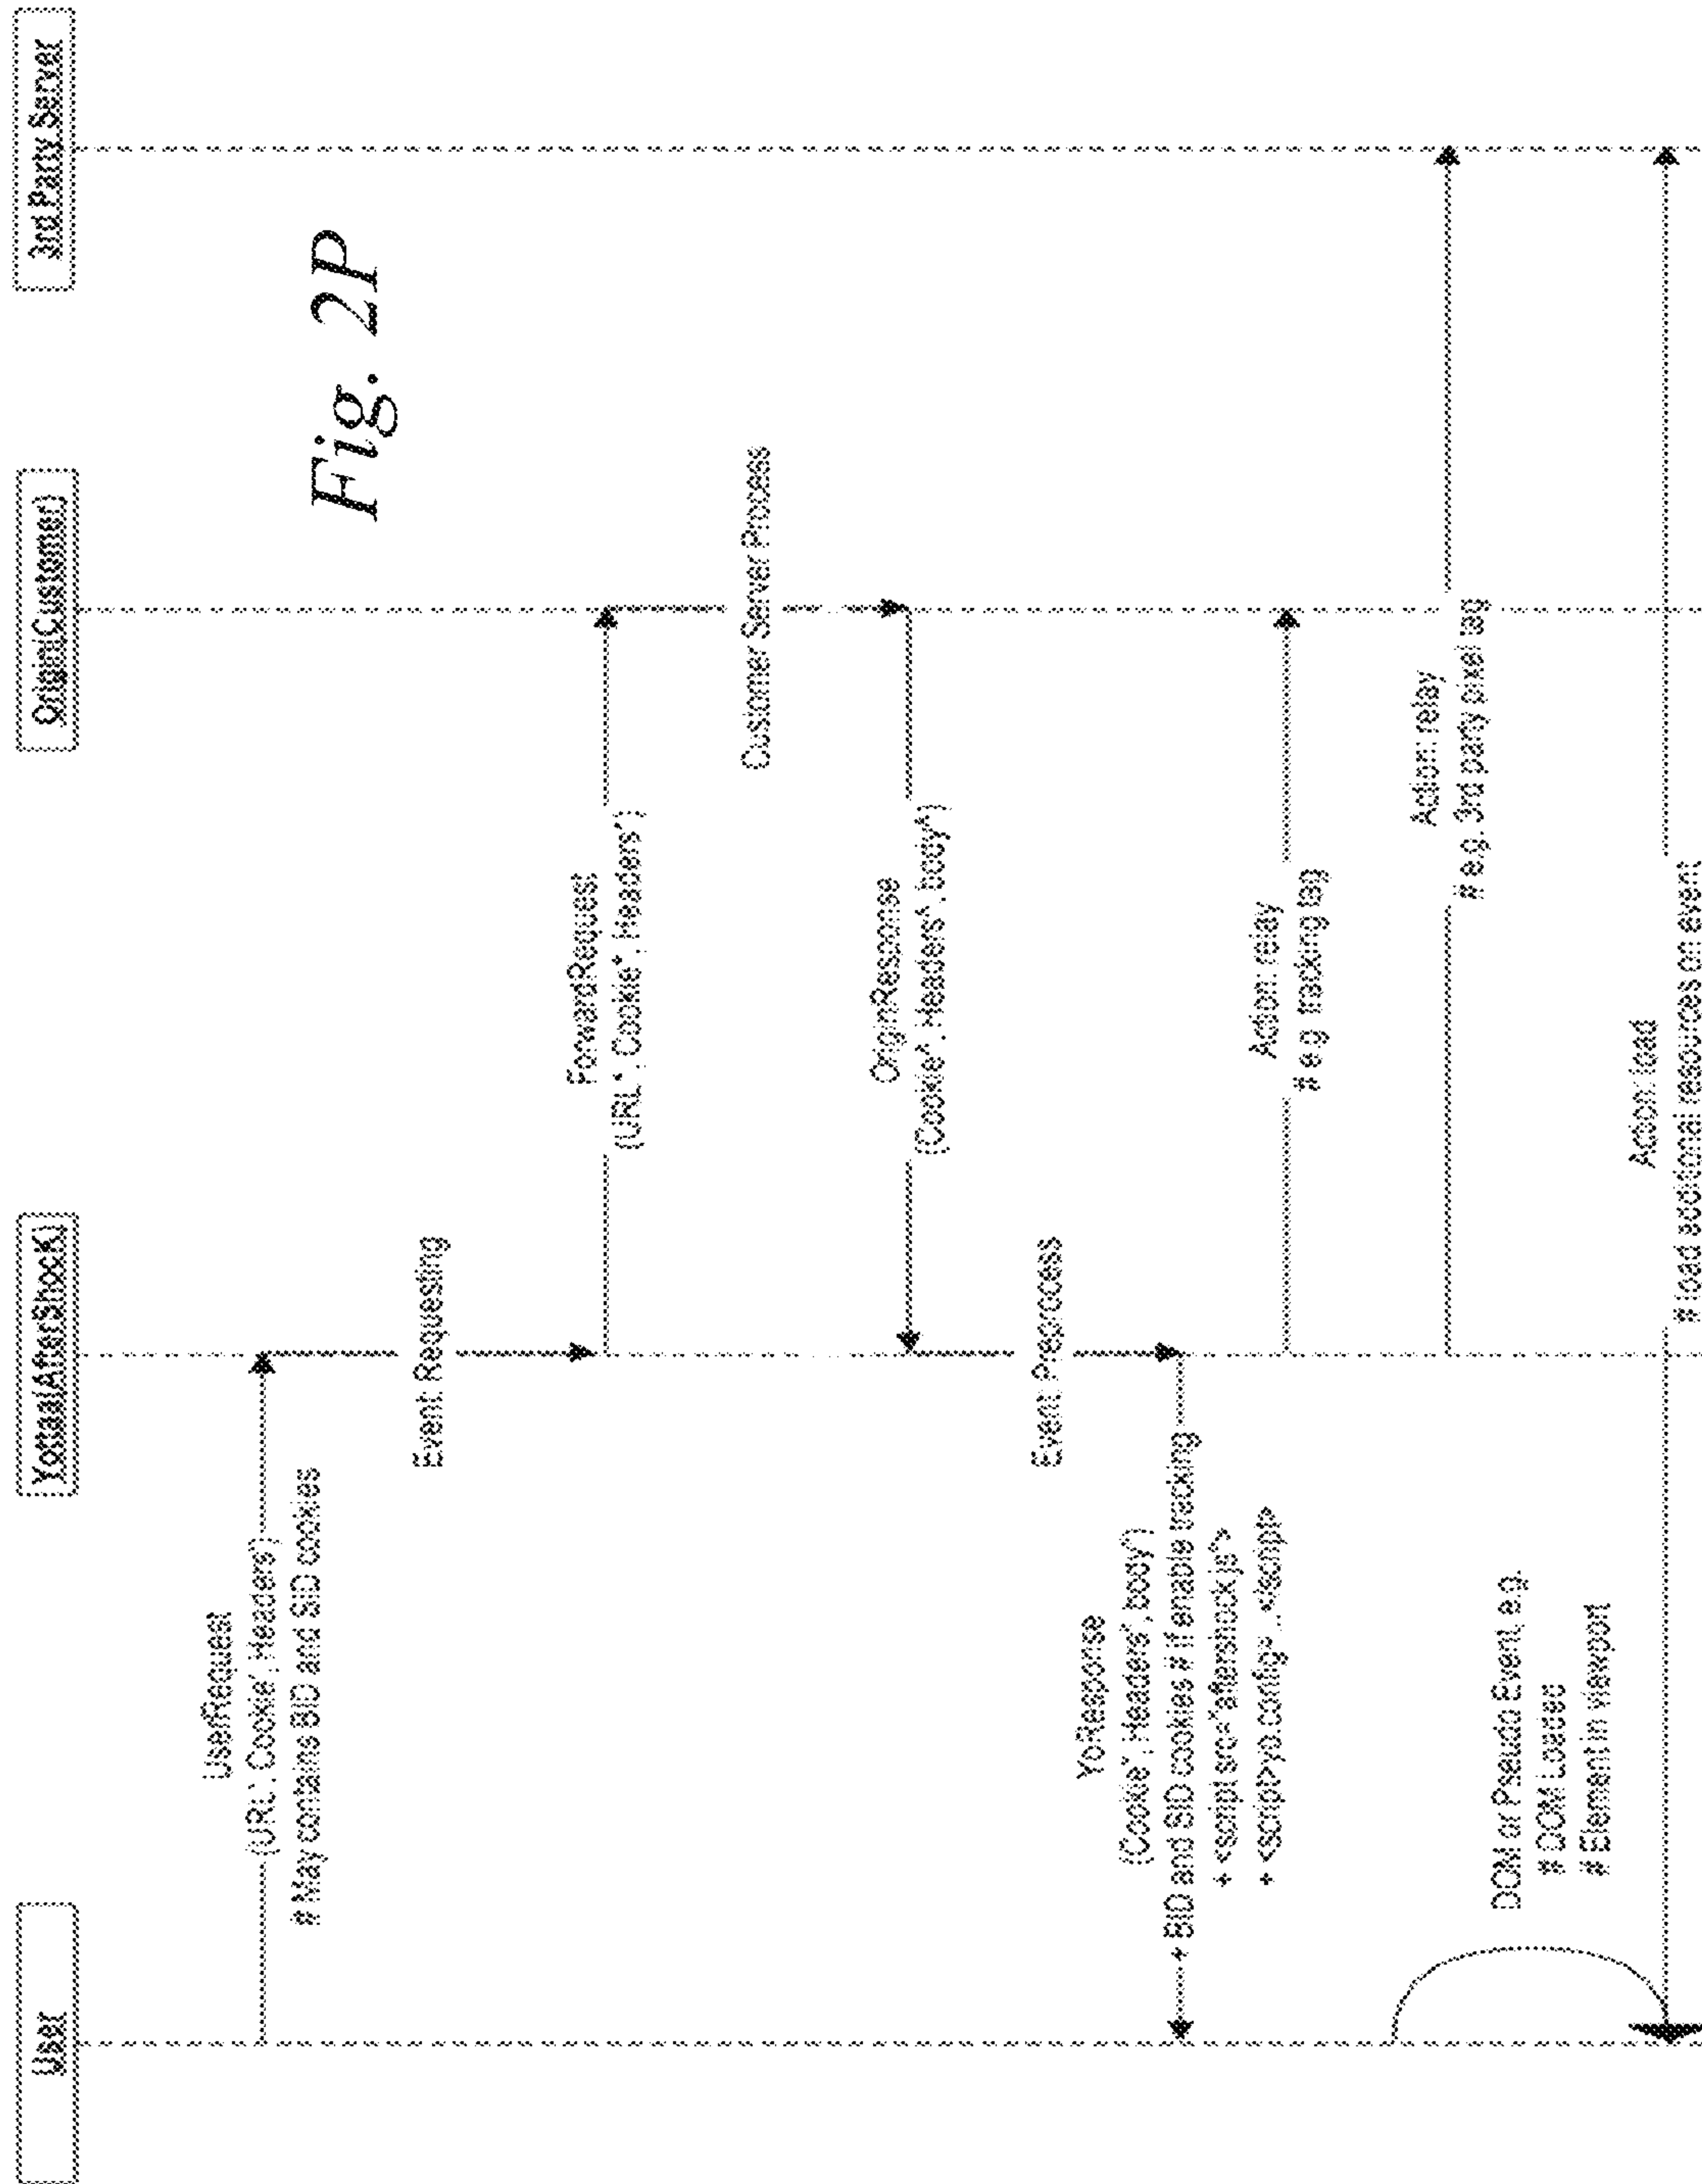 User
Yottaa(AfterShocK)
Origin(Customer)
3rd Party Server
Fig. 2P
UserRequest
(URL', Cookie', Headers')
# May contains BID and SID cookies
Event Requesting
ForwardRequest
(URL*, Cookie*, Headers*)
Customer Server Process
OriginResponse
(Cookie^, Headers^, body^)
Event Preprocess
YoResponse
(Cookie", Headers", body")
+ BID and SID cookies # if enable tracking
+ <script src="aftershock.js">
+ <script>yo.config=...<script>
Action: relay
# e.g. tracking tag
Action: relay
# e.g. 3rd party pixel tag
DOM or Pseudo Event, e.g.
# DOM Loaded
# Element in viewport
Action: load
# load additional resources on event